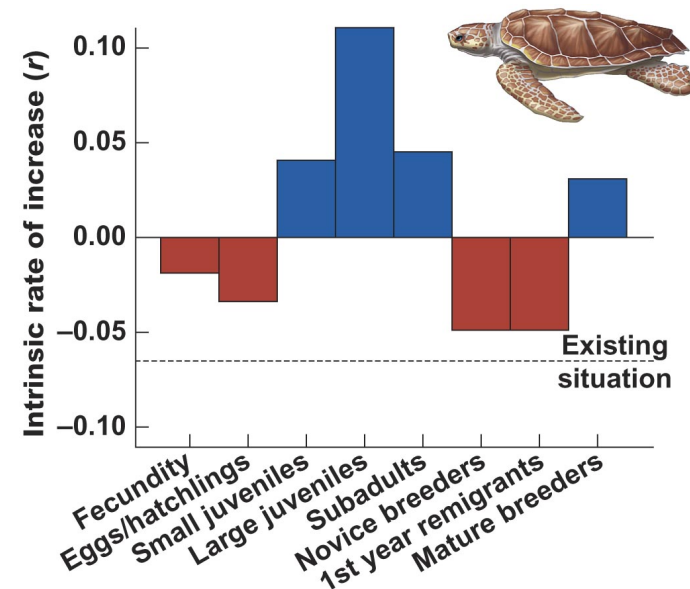 Intrinsic rate of increase (r)
0.10
0.05
0.00
–0.05
–0.10
Existing
situation
Fecundity
Eggs/hatchlings
Small juveniles
Large juveniles
Subadults
Novice breeders
1st year remigrants
Mature breeders